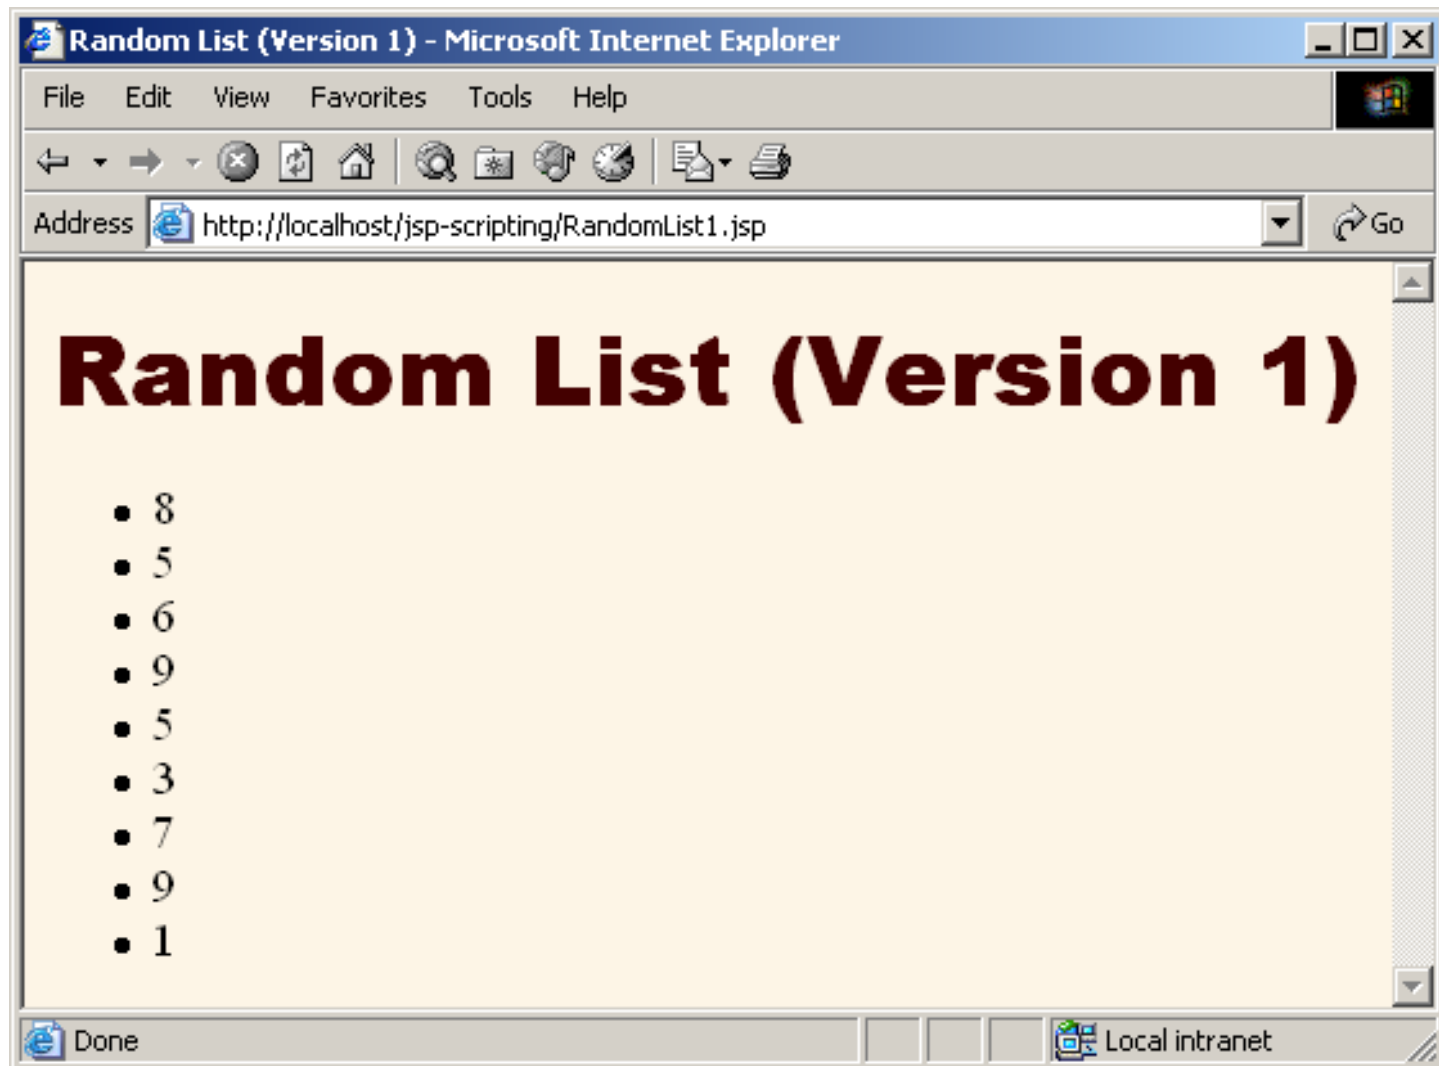 Random List (Version 1) - Microsoft Internet Explorer
File Edit View Favorites Tools Help
Address http://localhost/jsp-scripting/RandomList1.jsp Go
Random List (Version 1)
• 8
• 5
• 6
• 9
• 5
• 3
• 7
• 9
• 1
Done Local intranet